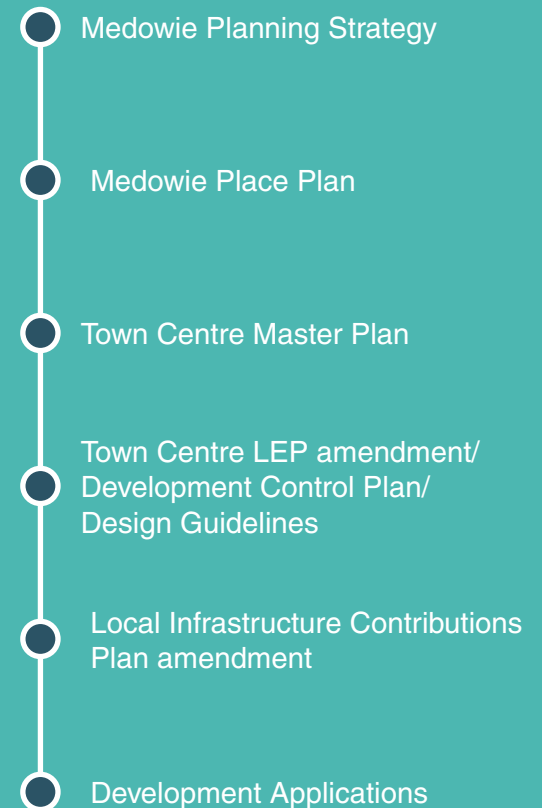 Medowie Planning Strategy
Medowie Place Plan
Town Centre Master Plan
Town Centre LEP amendment/
Development Control Plan/
Design Guidelines
Local Infrastructure Contributions
Plan amendment
Development Applications